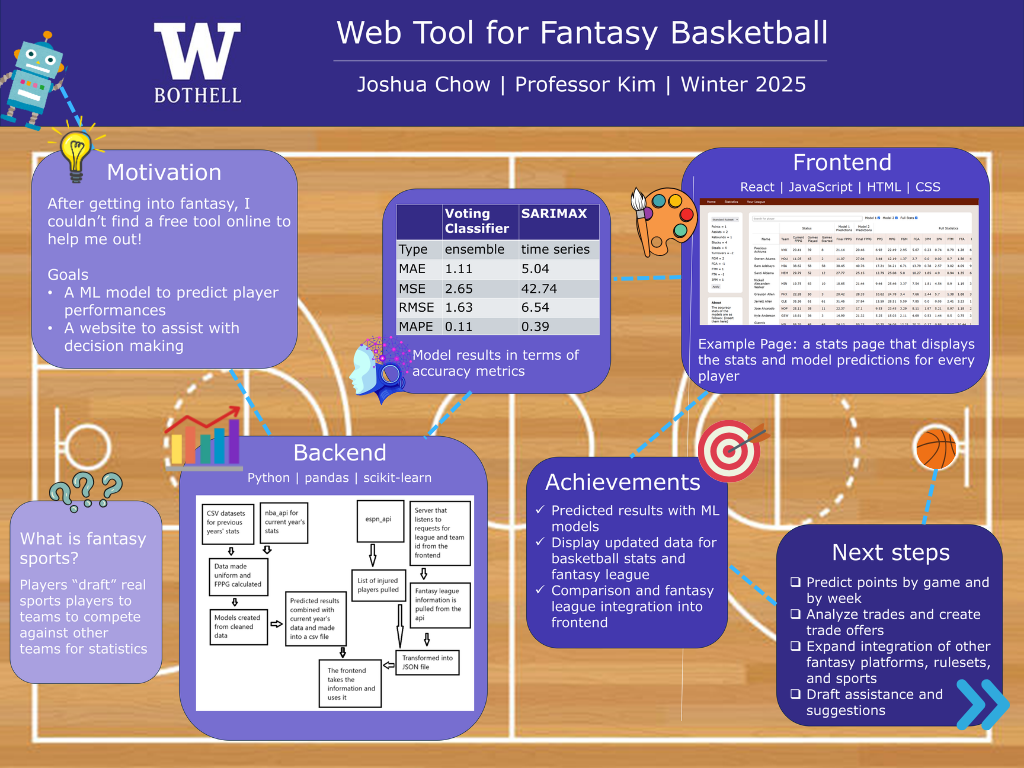 Web Tool for Fantasy Basketball
Joshua Chow | Professor Kim | Winter 2025
W
BOTHELL
Motivation
After getting into fantasy, I
couldn't find a free tool online to
help me out!
Goals
• A ML model to predict player
performances
• A website to assist with
decision making
What is fantasy
sports?
Players “draft” real
sports players to
teams to compete
against other
teams for statistics
Backend
Python | pandas | scikit-learn
CSV datasets
for previous
years' stats
nba_api for
current year's
stats
espn_api
Server that
listens to
requests for
league and team
id from the
frontend
Data made
uniform and
FPPG calculated
List of injured
players pulled
Fantasy league
information is
pulled from the
api
Models created
from cleaned
data
Predicted results
combined with
current year's
data and made
into a csv file
Transformed into
JSON file
The frontend
takes the
information and
uses it
Voting Classifier SARIMAX
Type ensemble time series
MAE 1.11 5.04
MSE 2.65 42.74
RMSE 1.63 6.54
MAPE 0.11 0.39
Model results in terms of
accuracy metrics
Frontend
React | JavaScript | HTML | CSS
Example Page: a stats page that displays
the stats and model predictions for every
player
Achievements
✓ Predicted results with ML
models
✓ Display updated data for
basketball stats and
fantasy league
✓ Comparison and fantasy
league integration into
frontend
Next steps
❑ Predict points by game and
by week
❑ Analyze trades and create
trade offers
❑ Expand integration of other
fantasy platforms, rulesets,
and sports
❑ Draft assistance and
suggestions